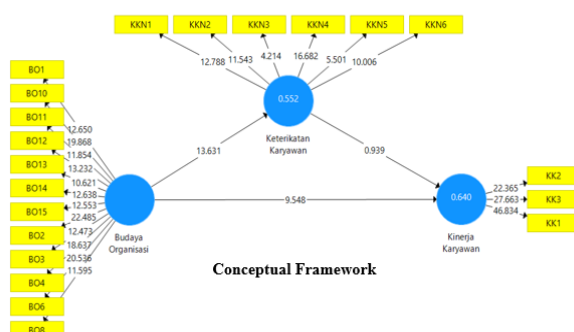 KKN1 KKN2 KKN3 KKN4 KKN5 KKN6
12.788 11.543 4.214 16.682 5.501 10.006
0.552
Keterikatan
Karyawan
BO1
BO10
BO11
BO12
BO13
BO14
BO15
BO2
BO3
BO4
BO6
BO8
12.650
19.868
11.854
13.232
10.621
12.638
12.553
22.485
12.473
18.637
20.536
11.595
Budaya
Organisasi
13.631
0.939
9.548
0.640
Kinerja
Karyawan
22.365
27.663
46.834
KK2
KK3
KK1
Conceptual Framework